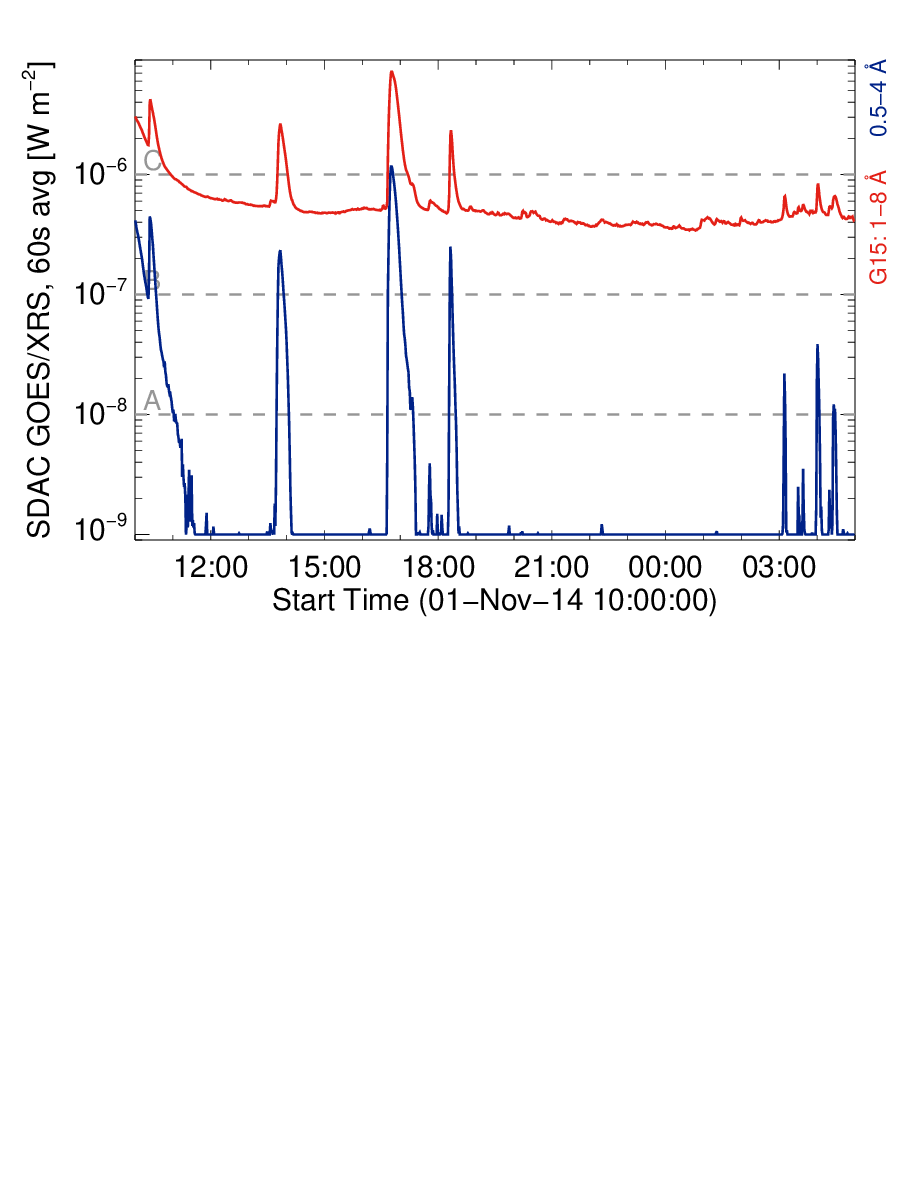 SDAC GOES/XRS, 60s avg [W m⁻²]
10⁻⁶
10⁻⁷
10⁻⁸
10⁻⁹
C
B
A
12:00 15:00 18:00 21:00 00:00 03:00
Start Time (01−Nov−14 10:00:00)
G15: 1−8 Å
0.5−4 Å